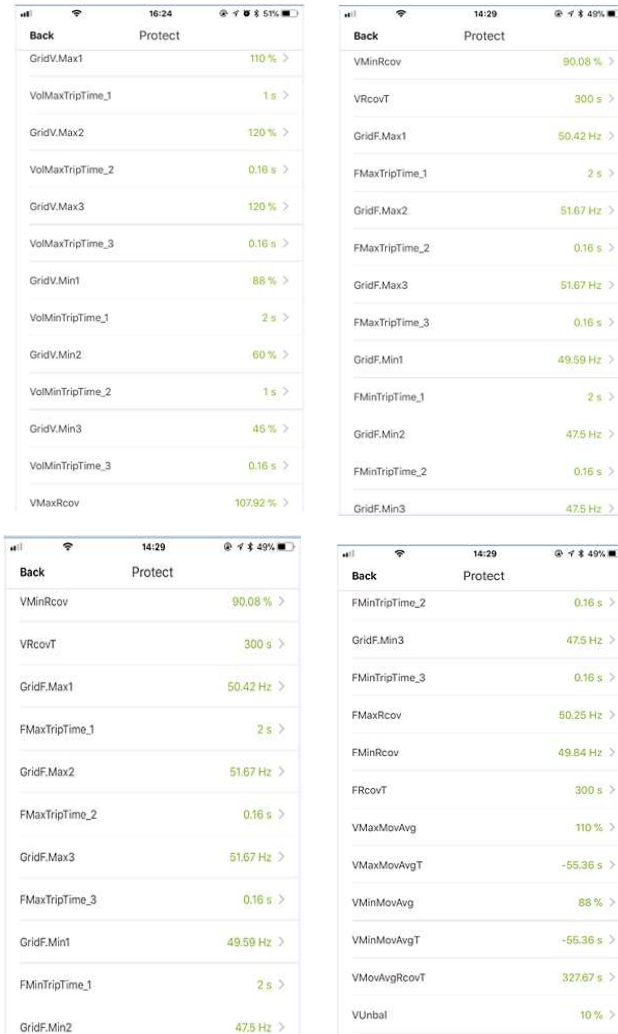 16:24 51%
Back Protect
GridV.Max1 110 %
VolMaxTripTime_1 1 s
GridV.Max2 120 %
VolMaxTripTime_2 0.16 s
GridV.Max3 120 %
VolMaxTripTime_3 0.16 s
GridV.Min1 88 %
VolMinTripTime_1 2 s
GridV.Min2 60 %
VolMinTripTime_2 1 s
GridV.Min3 45 %
VolMinTripTime_3 0.16 s
VMaxRcov 107.92 %
14:29 49%
Back Protect
VMinRcov 90.08 %
VRcovT 300 s
GridF.Max1 50.42 Hz
FMaxTripTime_1 2 s
GridF.Max2 51.67 Hz
FMaxTripTime_2 0.16 s
GridF.Max3 51.67 Hz
FMaxTripTime_3 0.16 s
GridF.Min1 49.59 Hz
FMinTripTime_1 2 s
GridF.Min2 47.5 Hz
FMinTripTime_2 0.16 s
GridF.Min3 47.5 Hz
14:29 49%
Back Protect
VMinRcov 90.08 %
VRcovT 300 s
GridF.Max1 50.42 Hz
FMaxTripTime_1 2 s
GridF.Max2 51.67 Hz
FMaxTripTime_2 0.16 s
GridF.Max3 51.67 Hz
FMaxTripTime_3 0.16 s
GridF.Min1 49.59 Hz
FMinTripTime_1 2 s
GridF.Min2 47.5 Hz
14:29 49%
Back Protect
FMinTripTime_2 0.16 s
GridF.Min3 47.5 Hz
FMinTripTime_3 0.16 s
FMaxRcov 50.25 Hz
FMinRcov 49.84 Hz
FRcovT 300 s
VMaxMovAvg 110 %
VMaxMovAvgT -55.36 s
VMinMovAvg 88 %
VMinMovAvgT -55.36 s
VMovAvgRcovT 327.67 s
VUnbal 10 %